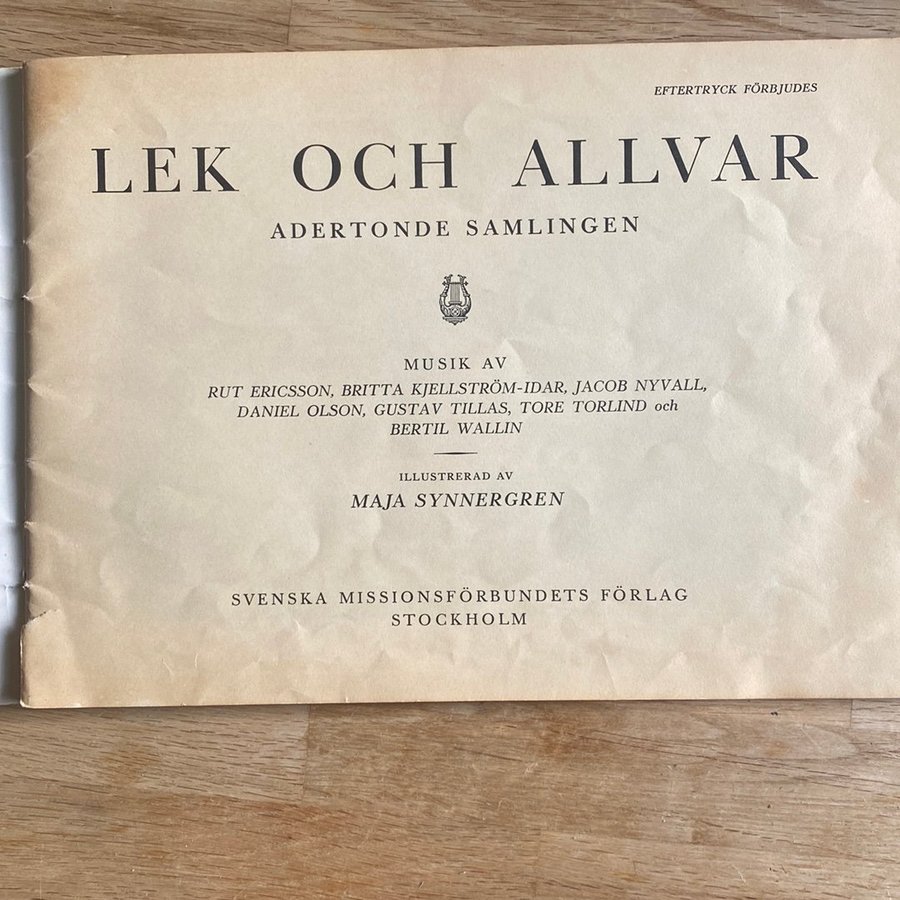 EFTERTRYCK FÖRBJUDES
LEK OCH ALLVAR
ADERTONDE SAMLINGEN
MUSIK AV
RUT ERICSSON, BRITTA KJELLSTRÖM-IDAR, JACOB NYVALL,
DANIEL OLSON, GUSTAV TILLAS, TORE TORLIND och
BERTIL WALLIN
ILLUSTRERAD AV
MAJA SYNNERGREN
SVENSKA MISSIONSFÖRBUNDETS FÖRLAG
STOCKHOLM